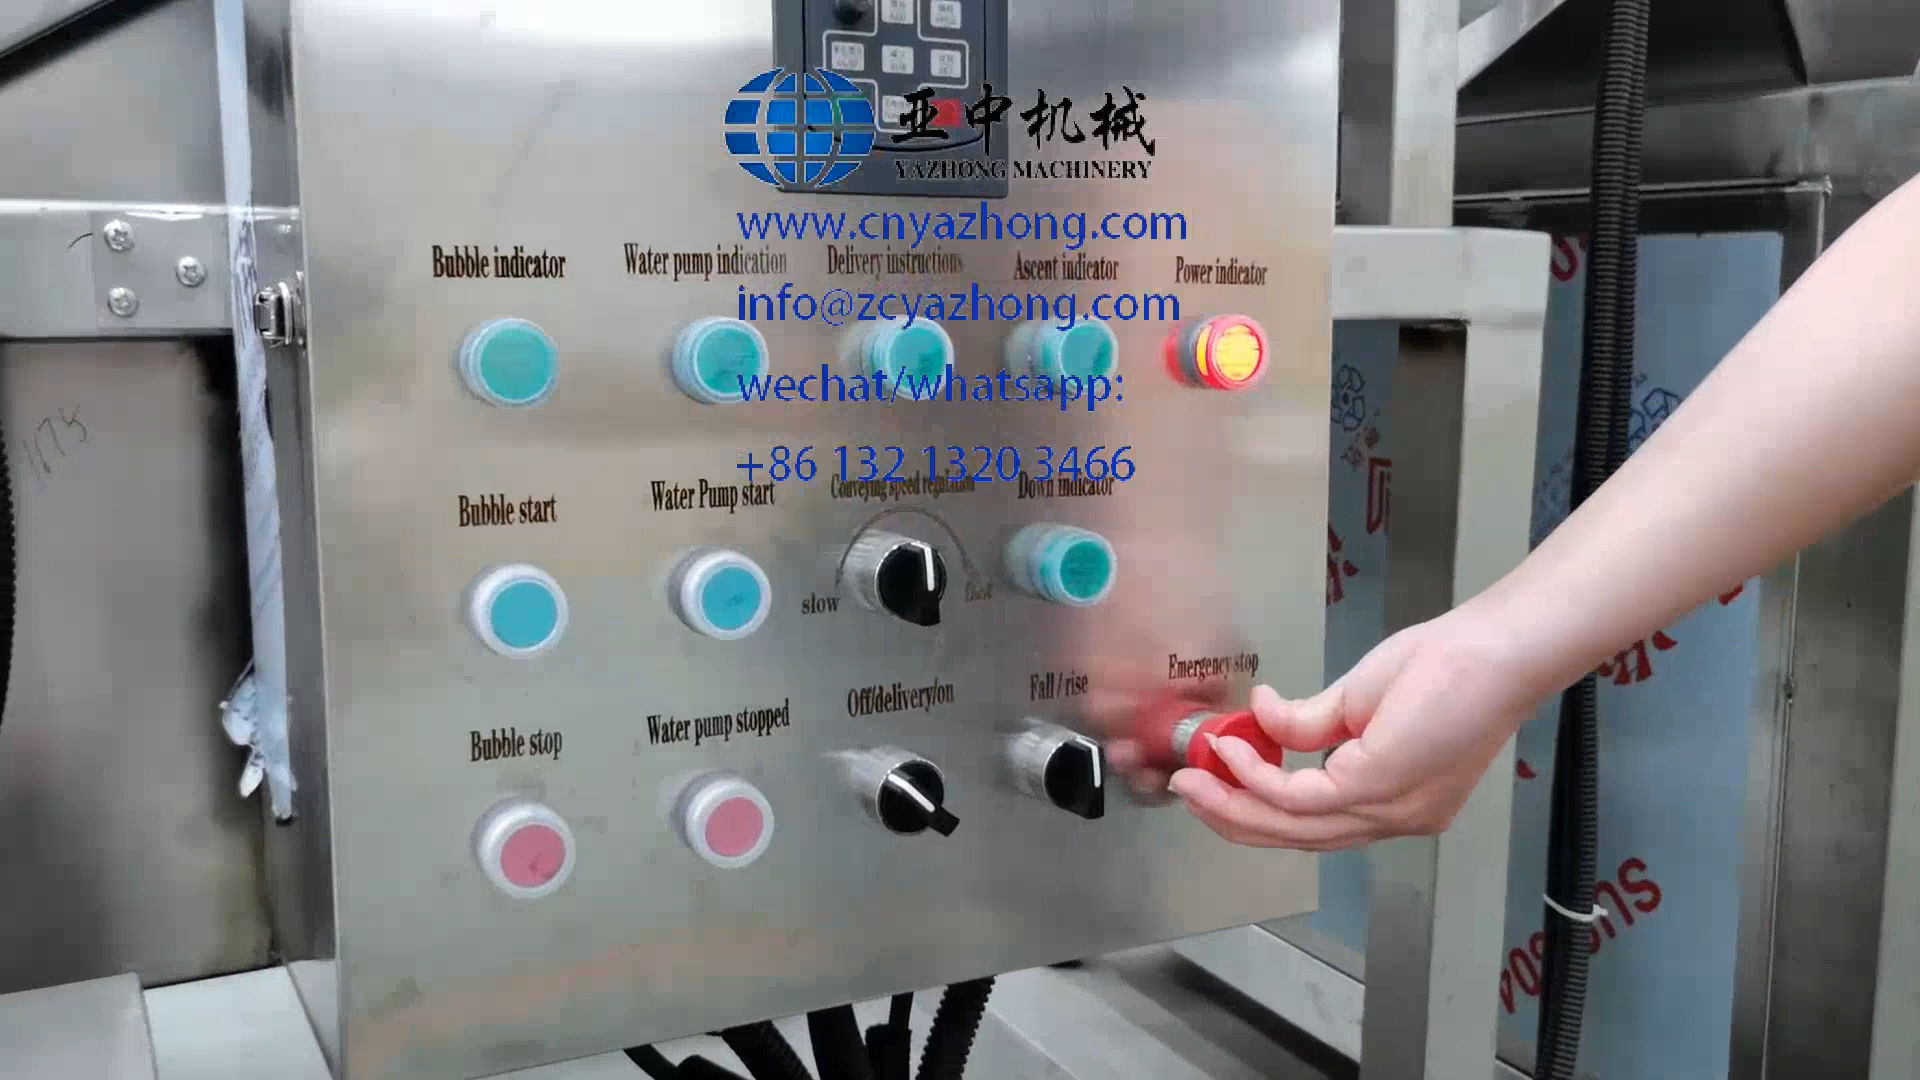 亚中机械
YAZHONG MACHINERY
www.cnyazhong.com
Bubble indicator
Water pump indication
Delivery instructions
Ascent indicator
Power indicator
info@zcyazhong.com
wechat/whatsapp:
+86 132 1320 3466
Bubble start
Water Pump start
Conveying speed regulation
Down indicator
slow
Emergency stop
Bubble stop
Water pump stopped
Off/delivery/on
Fall / rise